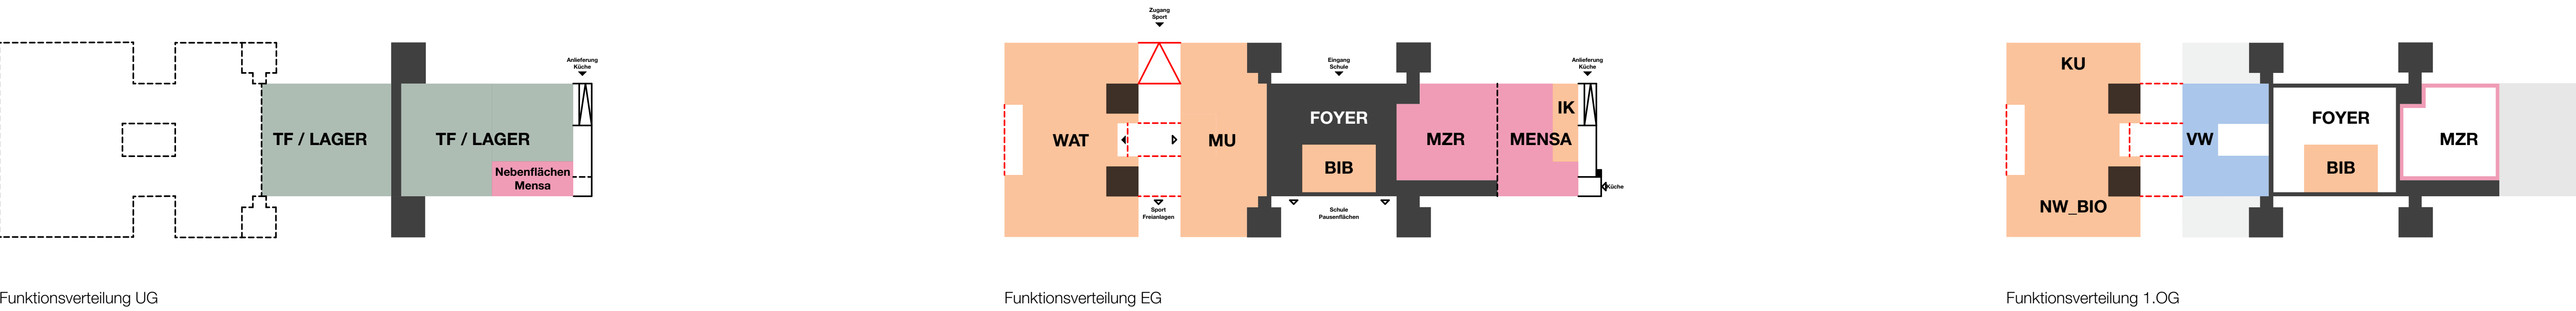 Anlieferung
Küche
TF / LAGER
TF / LAGER
Nebenflächen
Mensa
Funktionsverteilung UG
Zugang
Sport
Eingang
Schule
Anlieferung
Küche
WAT
MU
FOYER
BIB
MZR
MENSA
IK
Küche
Sport
Freianlagen
Schule
Pausenflächen
Funktionsverteilung EG
KU
NW_BIO
VW
FOYER
BIB
MZR
Funktionsverteilung 1.OG